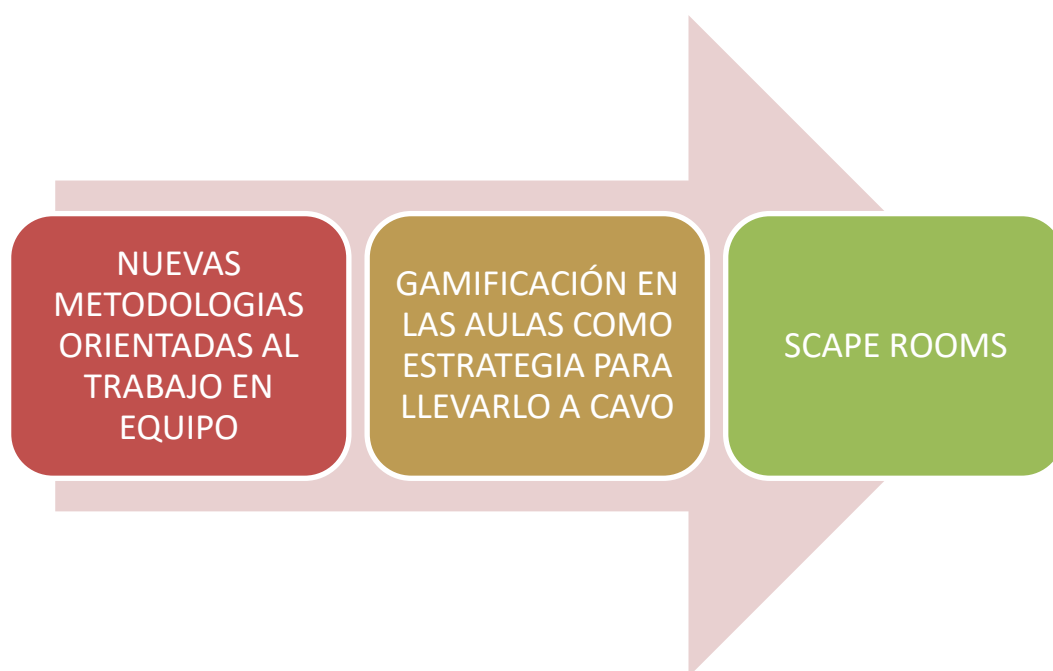 NUEVAS
METODOLOGIAS
ORIENTADAS AL
TRABAJO EN
EQUIPO
GAMIFICACIÓN EN
LAS AULAS COMO
ESTRATEGIA PARA
LLEVARLO A CAVO
SCAPE ROOMS